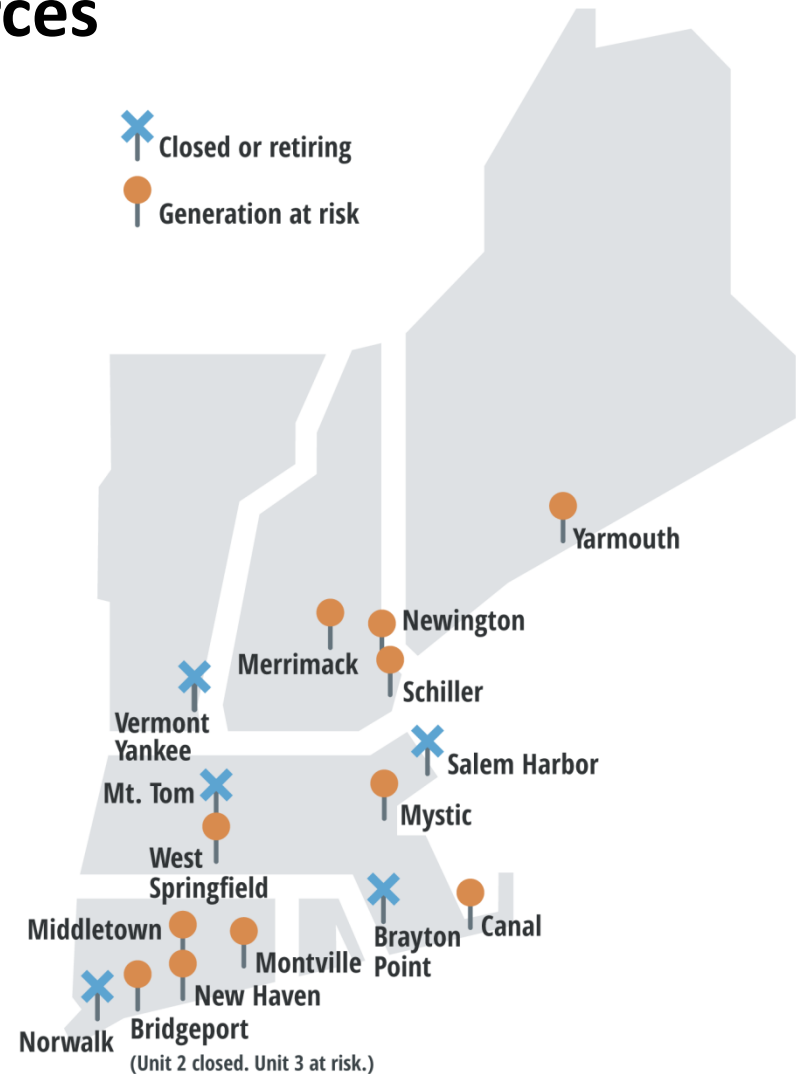 rces
Closed or retiring
Generation at risk
Yarmouth
Newington
Merrimack
Schiller
Vermont
Yankee
Salem Harbor
Mt. Tom
Mystic
West
Springfield
Middletown
Canal
Brayton
Point
Montville
New Haven
Bridgeport
Norwalk
(Unit 2 closed. Unit 3 at risk.)